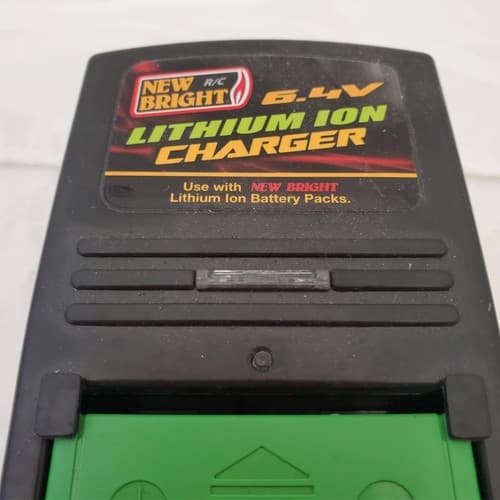 NEW BRIGHT R/C
6.4V
LITHIUM ION
CHARGER
Use with NEW BRIGHT
Lithium Ion Battery Packs.